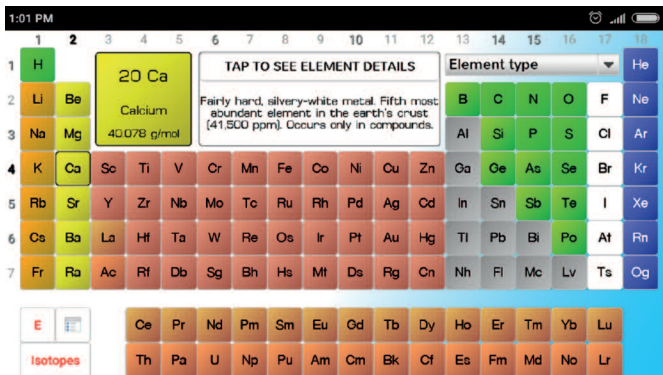 1:01 PM
1 2 3 4 5 6 7 8 9 10 11 12 13 14 15 16 17 18
20 Ca
Calcium
40.078 g/mol
TAP TO SEE ELEMENT DETAILS
Fairly hard, silvery-white metal. Fifth most
abundant element in the earth's crust
(41,500 ppm). Occurs only in compounds.
Element type
1 H He
2 Li Be B C N O F Ne
3 Na Mg Al Si P S Cl Ar
4 K Ca Sc Ti V Cr Mn Fe Co Ni Cu Zn Ga Ge As Se Br Kr
5 Rb Sr Y Zr Nb Mo Tc Ru Rh Pd Ag Cd In Sn Sb Te I Xe
6 Cs Ba La Hf Ta W Re Os Ir Pt Au Hg Tl Pb Bi Po At Rn
7 Fr Ra Ac Rf Db Sg Bh Hs Mt Ds Rg Cn Nh Fl Mc Lv Ts Og
E Ce Pr Nd Pm Sm Eu Gd Tb Dy Ho Er Tm Yb Lu
Isotopes Th Pa U Np Pu Am Cm Bk Cf Es Fm Md No Lr